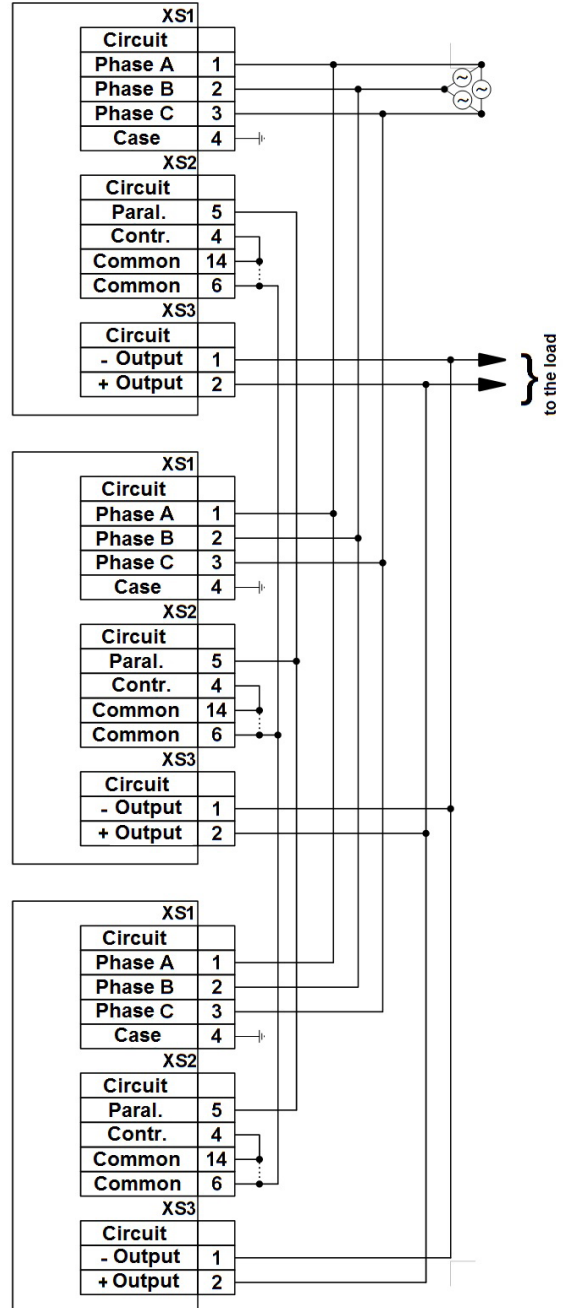 XS1
Circuit
Phase A 1
Phase B 2
Phase C 3
Case 4
XS2
Circuit
Paral. 5
Contr. 4
Common 14
Common 6
XS3
Circuit
- Output 1
+ Output 2
to the load
XS1
Circuit
Phase A 1
Phase B 2
Phase C 3
Case 4
XS2
Circuit
Paral. 5
Contr. 4
Common 14
Common 6
XS3
Circuit
- Output 1
+ Output 2
XS1
Circuit
Phase A 1
Phase B 2
Phase C 3
Case 4
XS2
Circuit
Paral. 5
Contr. 4
Common 14
Common 6
XS3
Circuit
- Output 1
+ Output 2